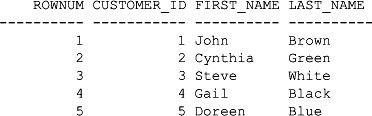 ROWNUM CUSTOMER_ID FIRST_NAME LAST_NAME
---------- ----------- ---------- ----------
         1           1 John       Brown
         2           2 Cynthia    Green
         3           3 Steve      White
         4           4 Gail       Black
         5           5 Doreen     Blue